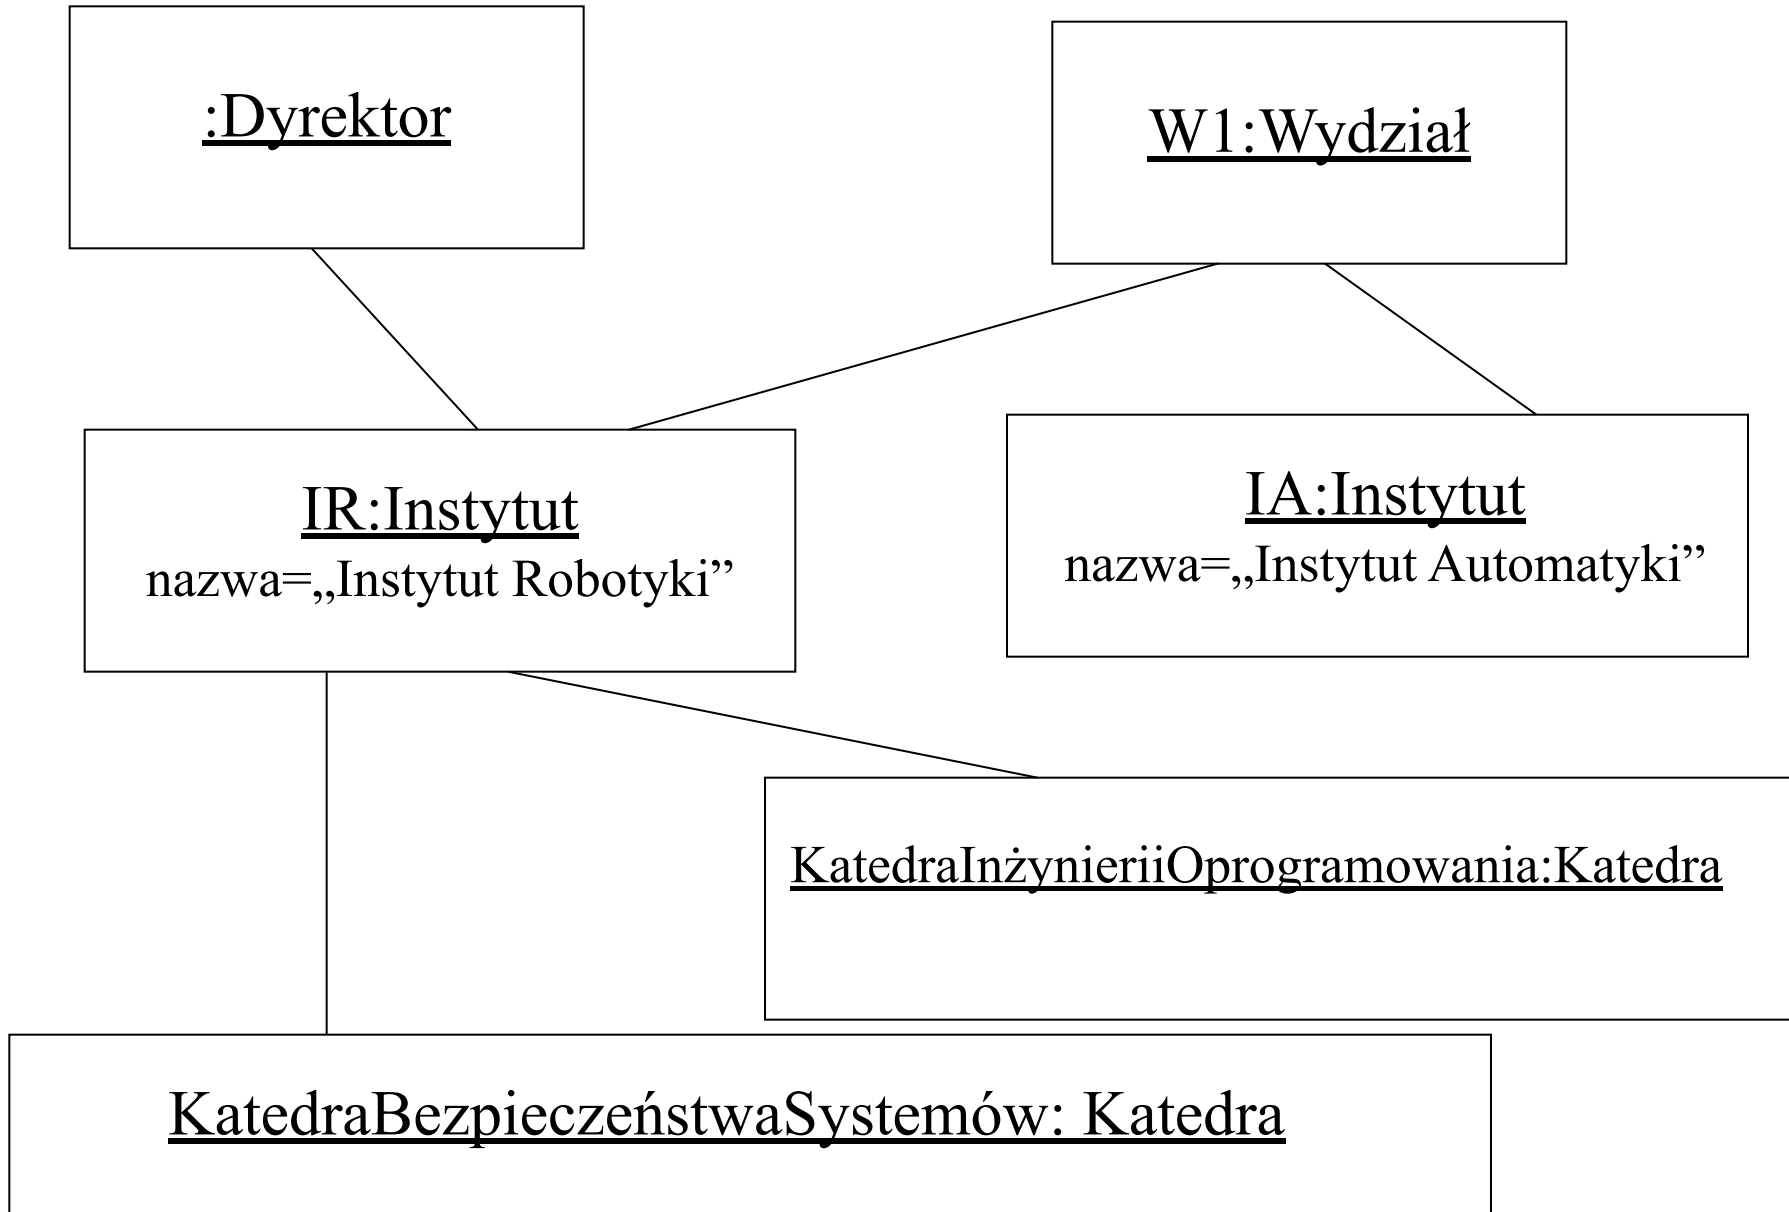 :Dyrektor
W1:Wydział
IR:Instytut
nazwa=„Instytut Robotyki”
IA:Instytut
nazwa=„Instytut Automatyki”
KatedraInżynieriiOprogramowania:Katedra
KatedraBezpieczeństwaSystemów: Katedra